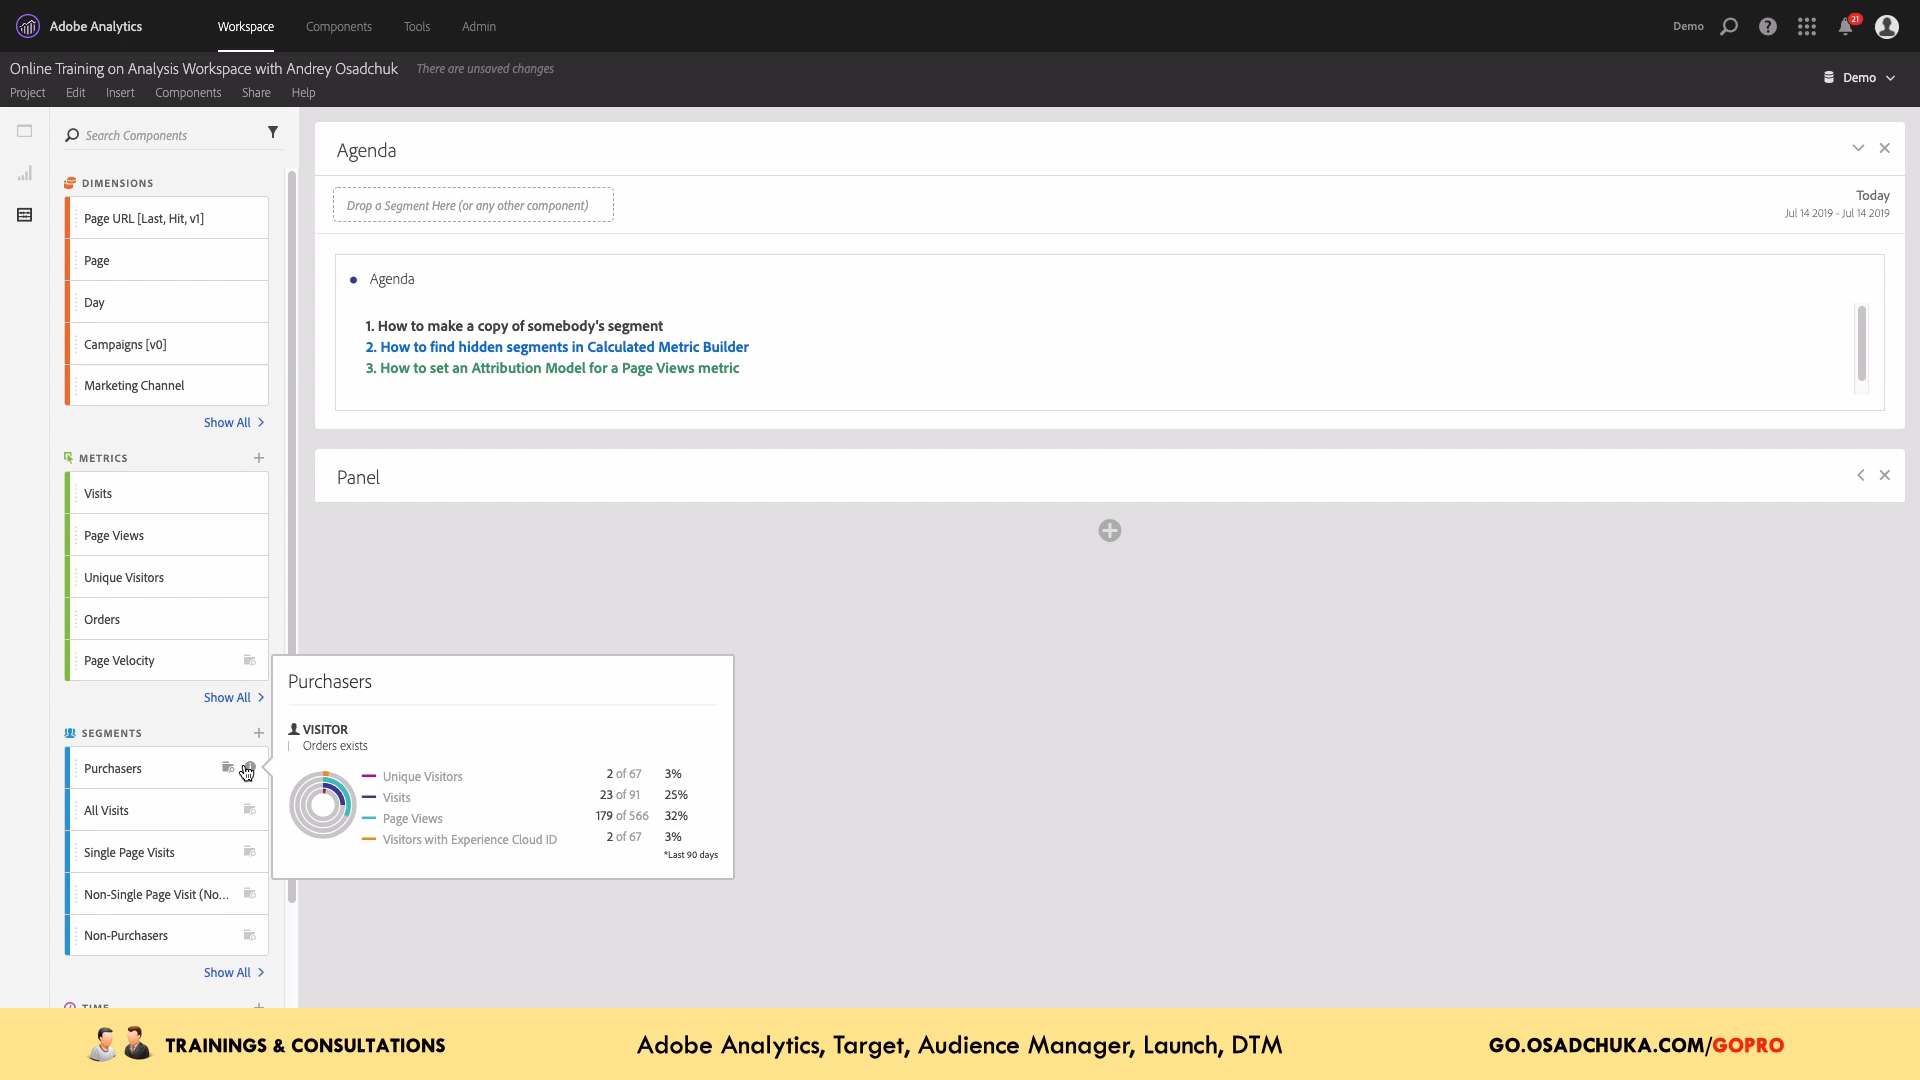 Adobe Analytics
Workspace
Components
Tools
Admin
Demo
21
Online Training on Analysis Workspace with Andrey Osadchuk
There are unsaved changes
Demo
Project
Edit
Insert
Components
Share
Help
Search Components
DIMENSIONS
Page URL [Last, Hit, v1]
Page
Day
Campaigns [v0]
Marketing Channel
Show All
METRICS
Visits
Page Views
Unique Visitors
Orders
Page Velocity
Show All
SEGMENTS
Purchasers
All Visits
Single Page Visits
Non-Single Page Visit (No...
Non-Purchasers
Show All
TIME
Agenda
Drop a Segment Here (or any other component)
Today
Jul 14 2019 - Jul 14 2019
Agenda
1. How to make a copy of somebody's segment
2. How to find hidden segments in Calculated Metric Builder
3. How to set an Attribution Model for a Page Views metric
Panel
Purchasers
VISITOR
Orders exists
Unique Visitors 2 of 67 3%
Visits 23 of 91 25%
Page Views 179 of 566 32%
Visitors with Experience Cloud ID 2 of 67 3%
*Last 90 days
TRAININGS & CONSULTATIONS
Adobe Analytics, Target, Audience Manager, Launch, DTM
GO.OSADCHUKA.COM/GOPRO